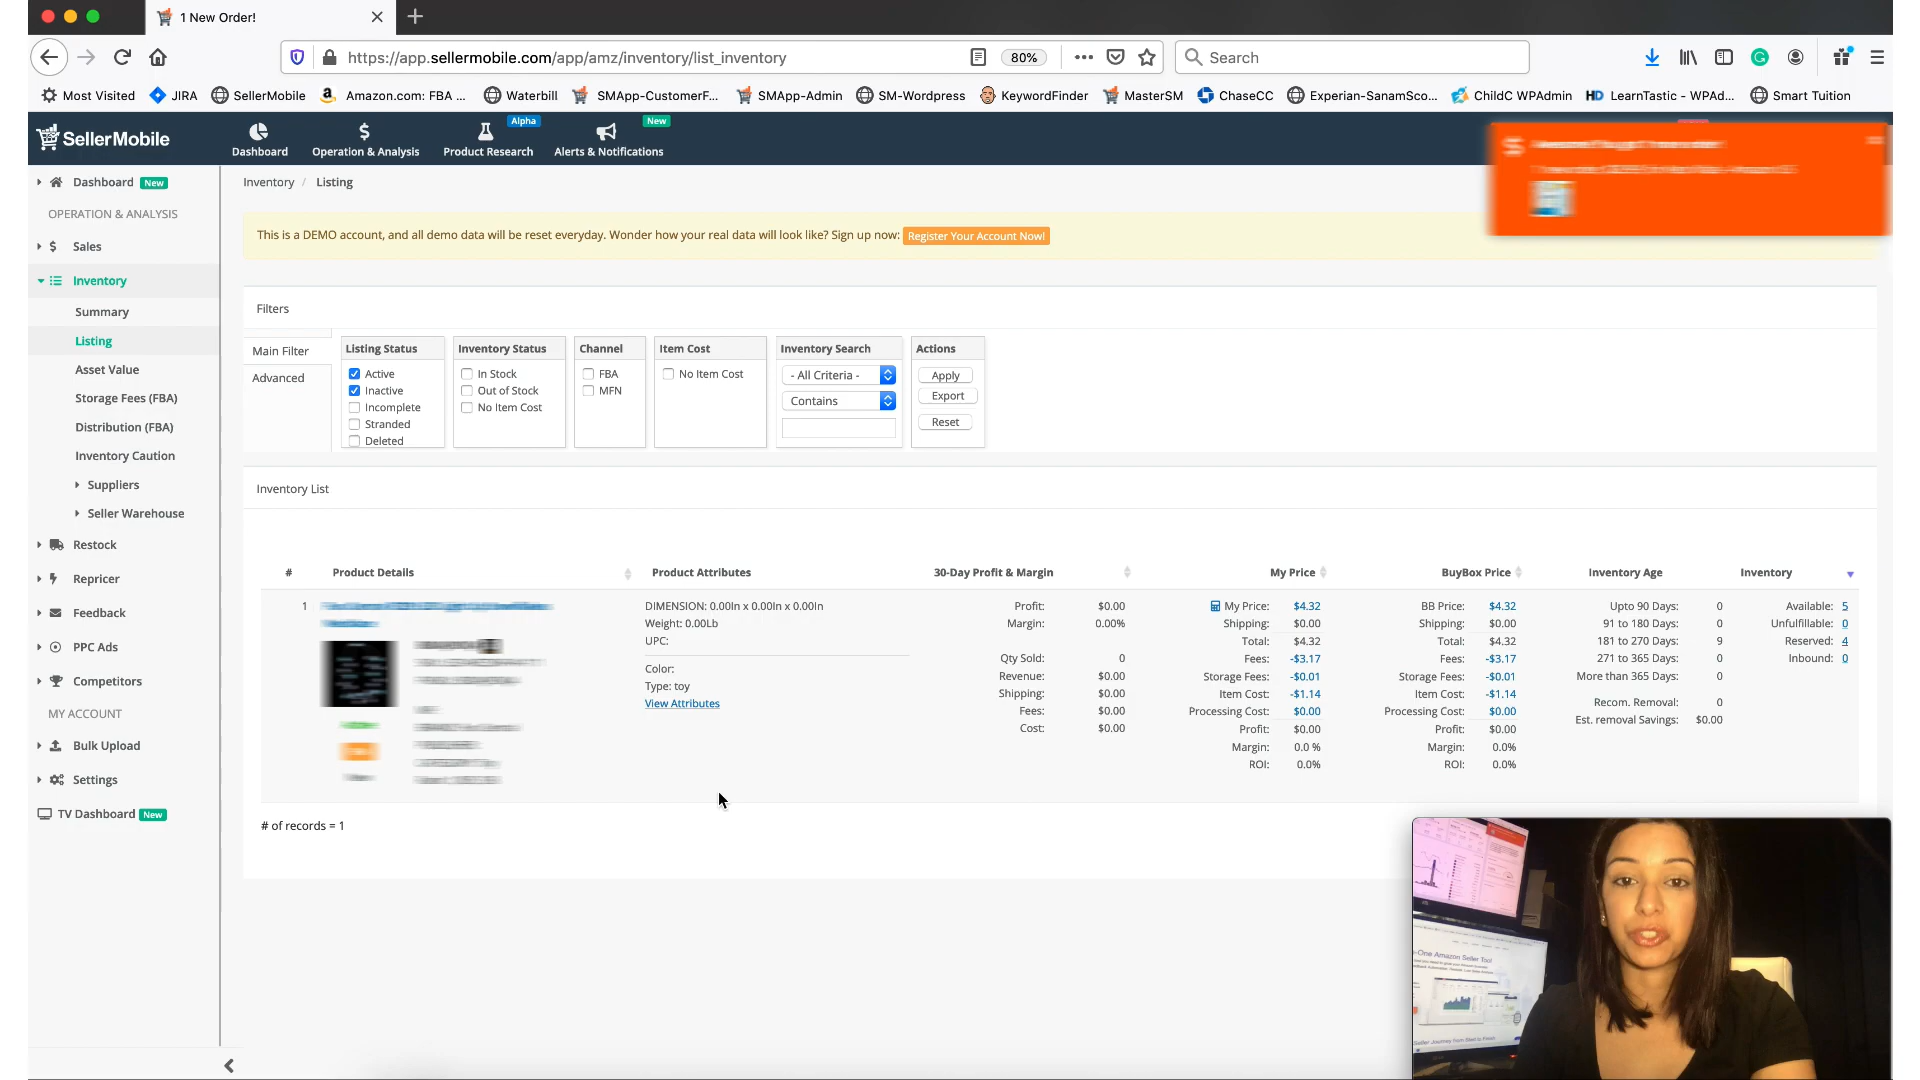 1 New Order!
https://app.sellermobile.com/app/amz/inventory/list_inventory
80%
Search
Most Visited
JIRA
SellerMobile
Amazon.com: FBA ...
Waterbill
SMApp-CustomerF...
SMApp-Admin
SM-Wordpress
KeywordFinder
MasterSM
ChaseCC
Experian-SanamSco...
ChildC WPAdmin
LearnTastic - WPAd...
Smart Tuition
SellerMobile
Dashboard
Operation & Analysis
Alpha
Product Research
New
Alerts & Notifications
Dashboard New
OPERATION & ANALYSIS
Sales
Inventory
Summary
Listing
Asset Value
Storage Fees (FBA)
Distribution (FBA)
Inventory Caution
Suppliers
Seller Warehouse
Restock
Repricer
Feedback
PPC Ads
Competitors
MY ACCOUNT
Bulk Upload
Settings
TV Dashboard New
Inventory / Listing
This is a DEMO account, and all demo data will be reset everyday. Wonder how your real data will look like? Sign up now: Register Your Account Now!
Filters
Main Filter
Advanced
Listing Status
Active
Inactive
Incomplete
Stranded
Deleted
Inventory Status
In Stock
Out of Stock
No Item Cost
Channel
FBA
MFN
Item Cost
No Item Cost
Inventory Search
- All Criteria -
Contains
Actions
Apply
Export
Reset
Inventory List
# Product Details Product Attributes 30-Day Profit & Margin My Price BuyBox Price Inventory Age Inventory
1
DIMENSION: 0.00In x 0.00In x 0.00In
Weight: 0.00Lb
UPC:
Color:
Type: toy
View Attributes
Profit: $0.00
Margin: 0.00%
Qty Sold: 0
Revenue: $0.00
Shipping: $0.00
Fees: $0.00
Cost: $0.00
My Price: $4.32
Shipping: $0.00
Total: $4.32
Fees: -$3.17
Storage Fees: -$0.01
Item Cost: -$1.14
Processing Cost: $0.00
Profit: $0.00
Margin: 0.0 %
ROI: 0.0%
BB Price: $4.32
Shipping: $0.00
Total: $4.32
Fees: -$3.17
Storage Fees: -$0.01
Item Cost: -$1.14
Processing Cost: $0.00
Profit: $0.00
Margin: 0.0%
ROI: 0.0%
Upto 90 Days: 0
91 to 180 Days: 0
181 to 270 Days: 9
271 to 365 Days: 0
More than 365 Days: 0
Recom. Removal: 0
Est. removal Savings: $0.00
Available: 5
Unfulfillable: 0
Reserved: 4
Inbound: 0
# of records = 1
-One Amazon Seller Tool